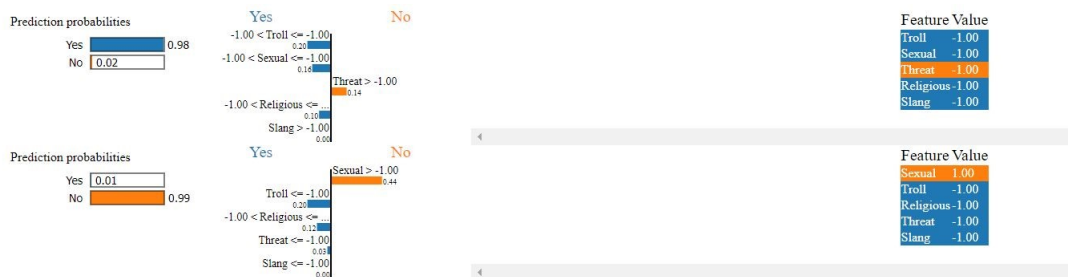 Prediction probabilities
Yes 0.98
No 0.02
Yes No
-1.00 < Troll <= -1.00
0.20
-1.00 < Sexual <= -1.00
0.16
Threat > -1.00
0.14
-1.00 < Religious <= ...
0.10
Slang > -1.00
0.00
Feature Value
Troll -1.00
Sexual -1.00
Threat -1.00
Religious -1.00
Slang -1.00
Prediction probabilities
Yes 0.01
No 0.99
Yes No
Sexual > -1.00
0.44
Troll <= -1.00
0.20
-1.00 < Religious <= ...
0.12
Threat <= -1.00
0.03
Slang <= -1.00
0.00
Feature Value
Sexual 1.00
Troll -1.00
Religious -1.00
Threat -1.00
Slang -1.00